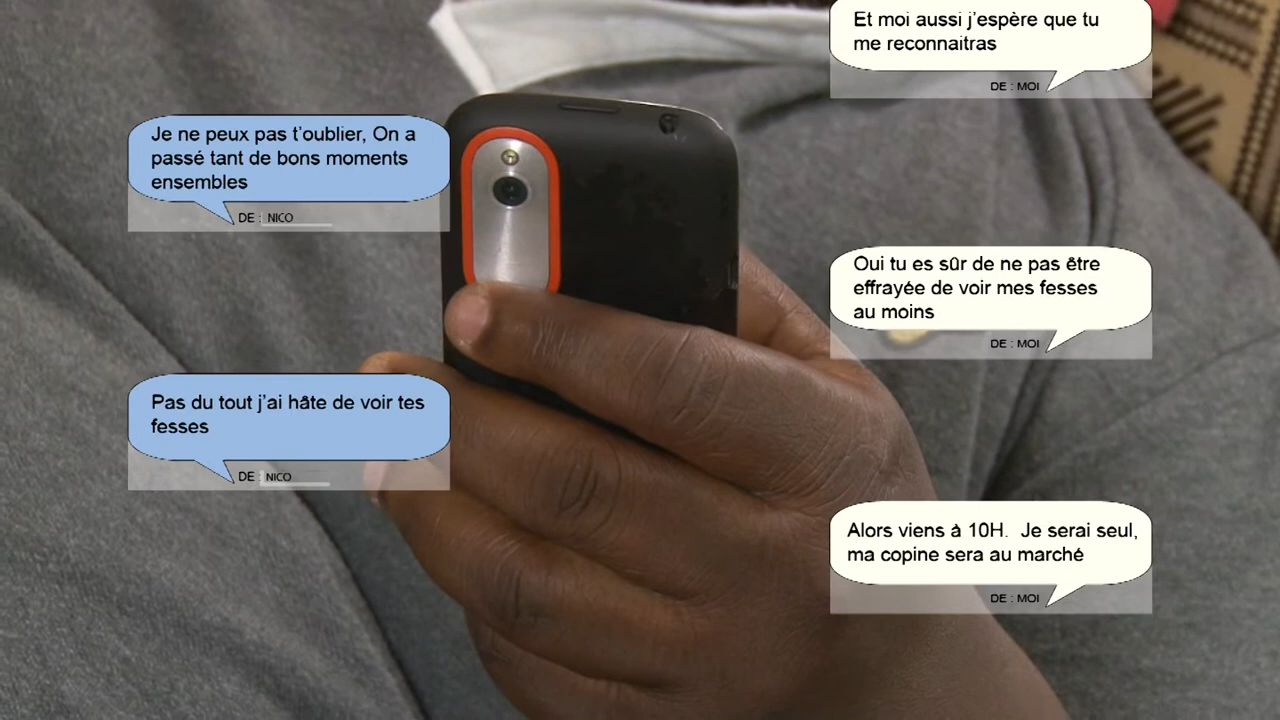 Et moi aussi j'espère que tu
me reconnaitras
DE : MOI
Je ne peux pas t'oublier, On a
passé tant de bons moments
ensembles
DE : NICO
Oui tu es sûr de ne pas être
effrayée de voir mes fesses
au moins
DE : MOI
Pas du tout j'ai hâte de voir tes
fesses
DE : NICO
Alors viens à 10H. Je serai seul,
ma copine sera au marché
DE : MOI